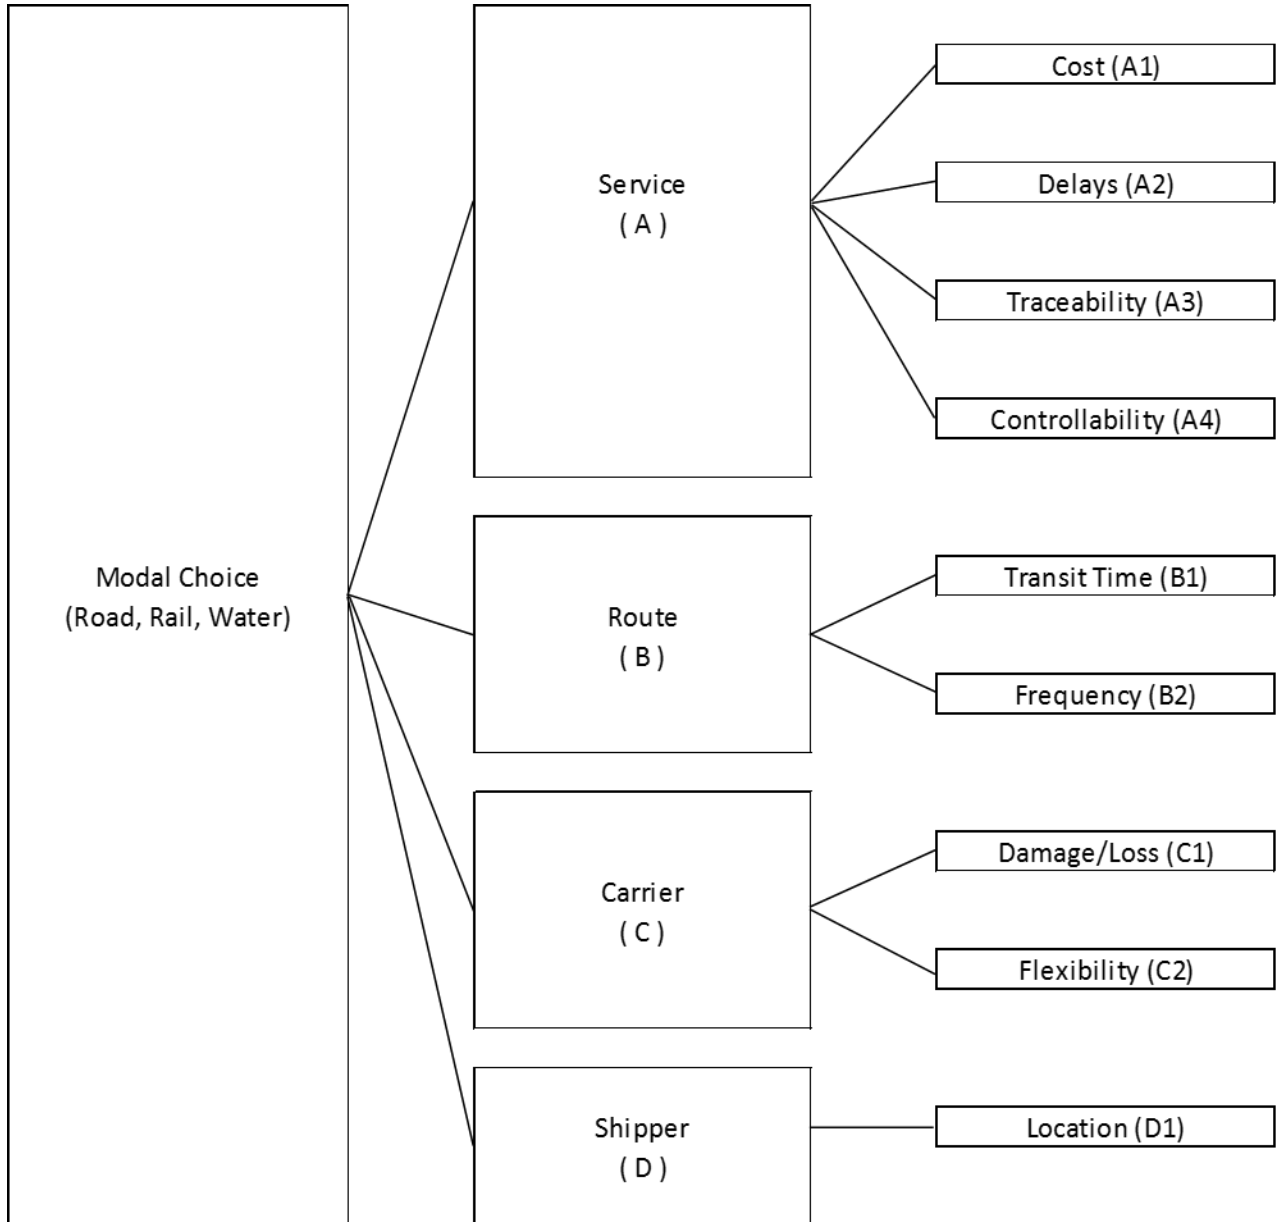 Modal Choice
(Road, Rail, Water)
Service
( A )
Cost (A1)
Delays (A2)
Traceability (A3)
Controllability (A4)
Route
( B )
Transit Time (B1)
Frequency (B2)
Carrier
( C )
Damage/Loss (C1)
Flexibility (C2)
Shipper
( D )
Location (D1)